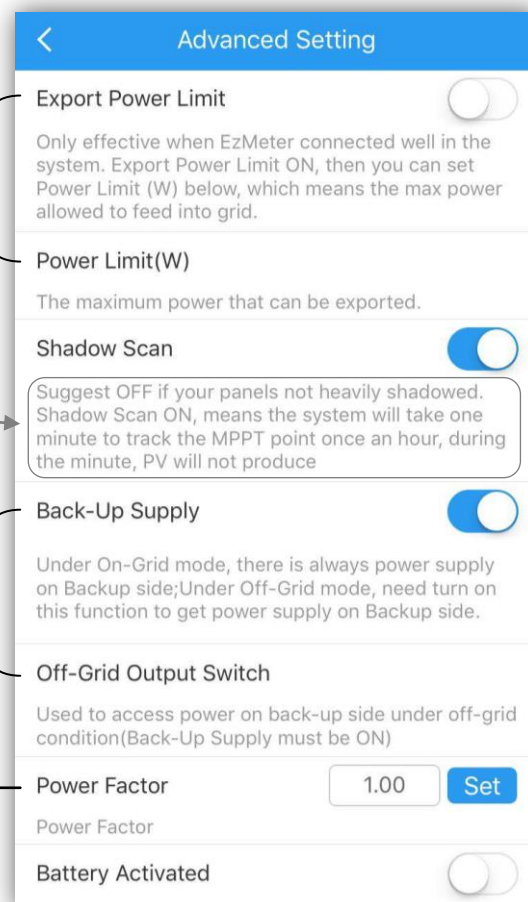 Advanced Setting
Export Power Limit
Only effective when EzMeter connected well in the
system. Export Power Limit ON, then you can set
Power Limit (W) below, which means the max power
allowed to feed into grid.
Power Limit(W)
The maximum power that can be exported.
Shadow Scan
Suggest OFF if your panels not heavily shadowed.
Shadow Scan ON, means the system will take one
minute to track the MPPT point once an hour, during
the minute, PV will not produce
Back-Up Supply
Under On-Grid mode, there is always power supply
on Backup side;Under Off-Grid mode, need turn on
this function to get power supply on Backup side.
Off-Grid Output Switch
Used to access power on back-up side under off-grid
condition(Back-Up Supply must be ON)
Power Factor 1.00 Set
Power Factor
Battery Activated